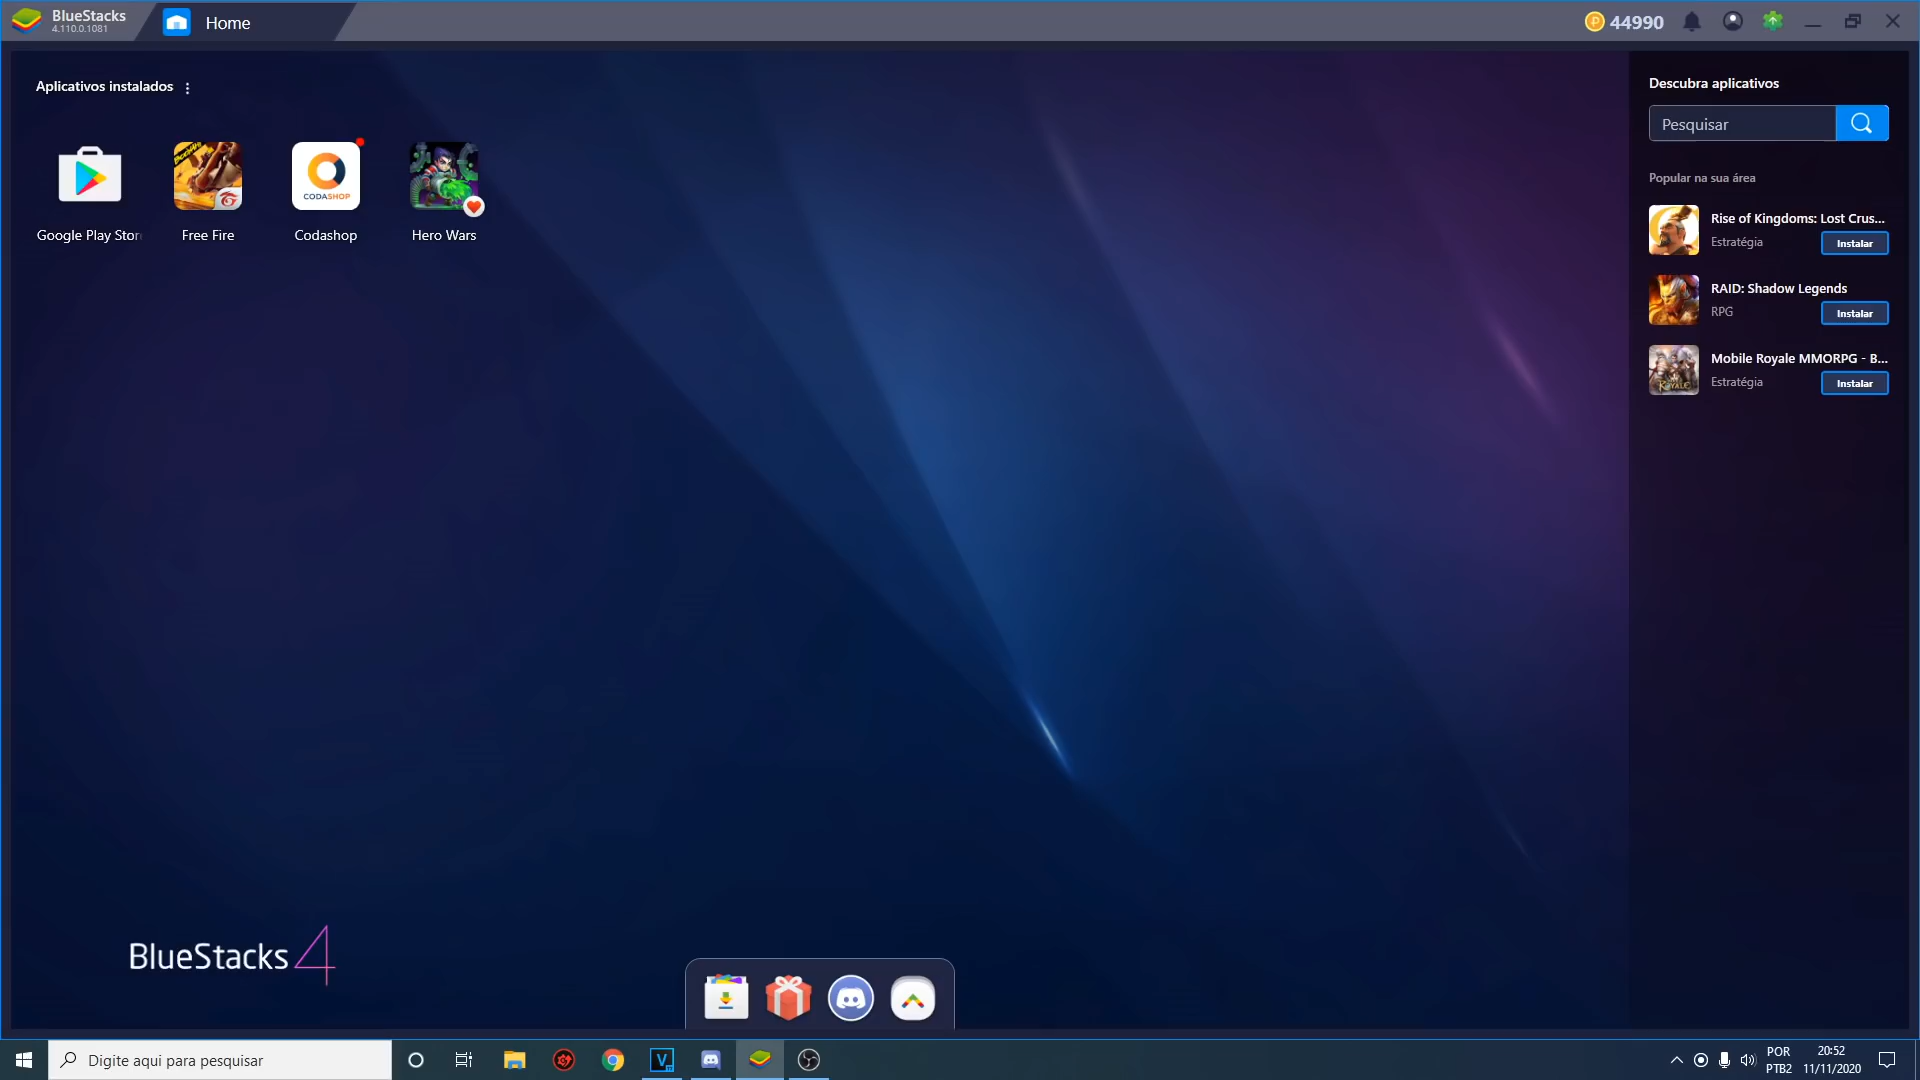 BlueStacks
4.110.0.1081
Home
44990
Aplicativos instalados
Google Play Stor
Free Fire
CODASHOP
Codashop
Hero Wars
Descubra aplicativos
Pesquisar
Popular na sua área
Rise of Kingdoms: Lost Crus...
Estratégia
Instalar
RAID: Shadow Legends
RPG
Instalar
Mobile Royale MMORPG - B...
Estratégia
Instalar
BlueStacks 4
Digite aqui para pesquisar
POR
PTB2
20:52
11/11/2020